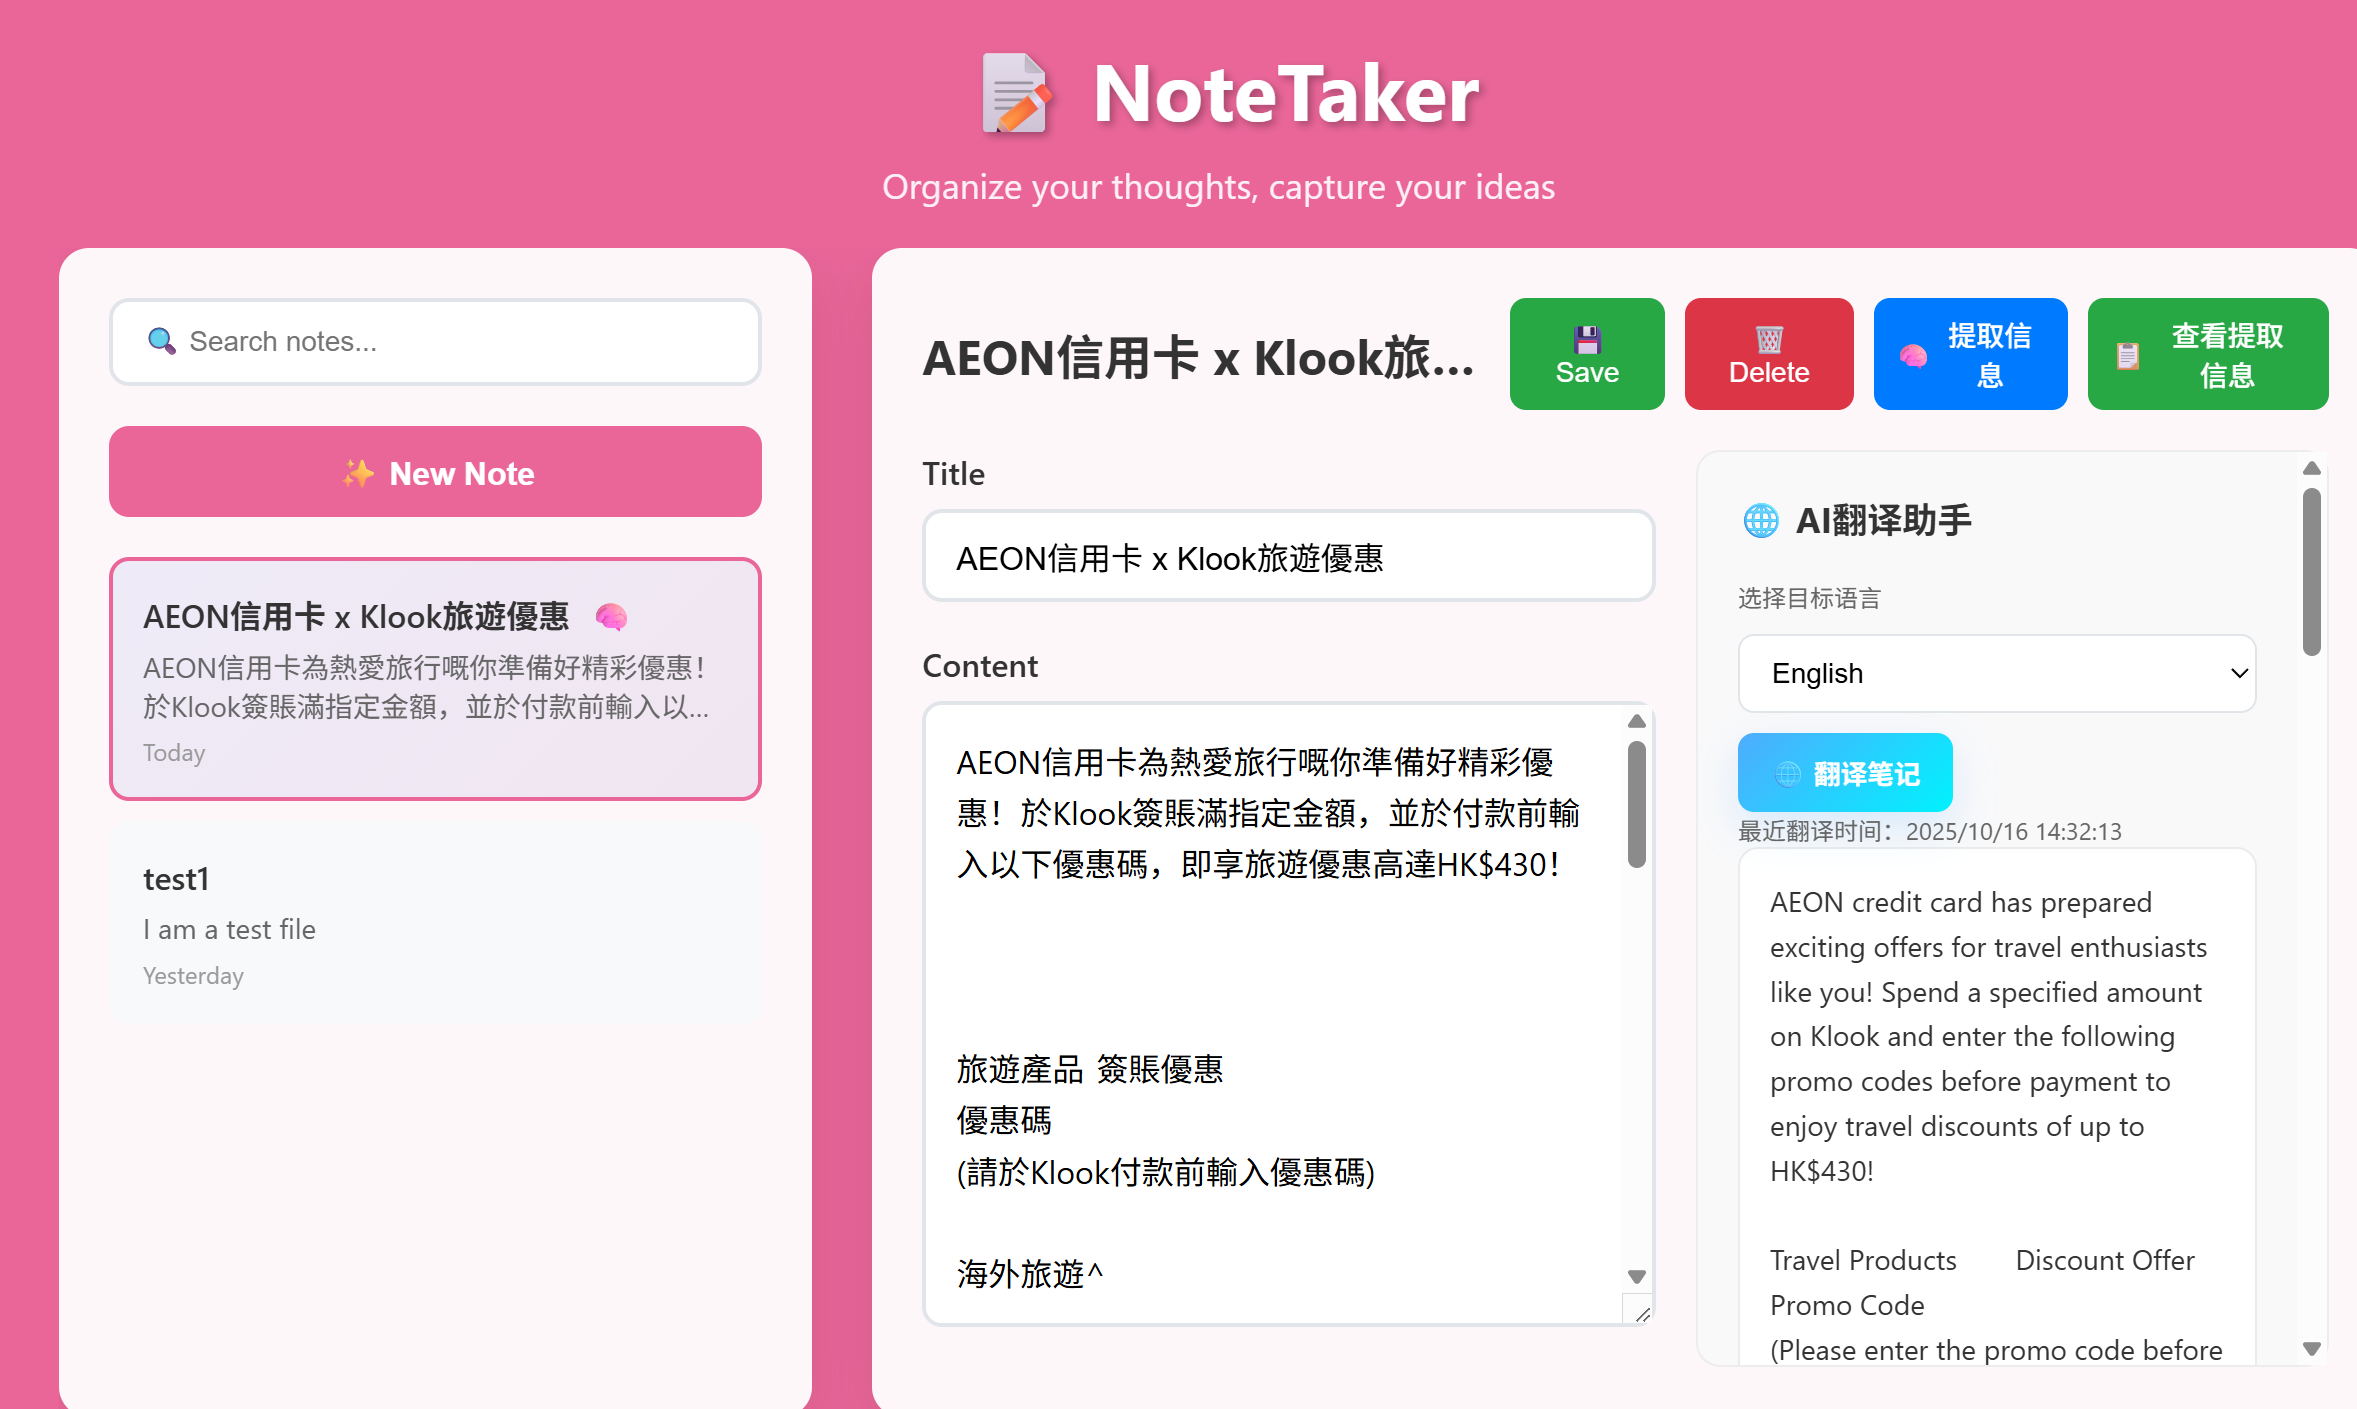 NoteTaker
Organize your thoughts, capture your ideas
Search notes...
New Note
AEON信用卡 x Klook旅遊優惠
AEON信用卡為熱愛旅行嘅你準備好精彩優惠！
於Klook簽賬滿指定金額，並於付款前輸入以...
Today
test1
I am a test file
Yesterday
AEON信用卡 x Klook旅...
Save
Delete
提取信
息
查看提取
信息
Title
AEON信用卡 x Klook旅遊優惠
Content
AEON信用卡為熱愛旅行嘅你準備好精彩優
惠！於Klook簽賬滿指定金額，並於付款前輸
入以下優惠碼，即享旅遊優惠高達HK$430！
旅遊產品 簽賬優惠
優惠碼
(請於Klook付款前輸入優惠碼)
海外旅遊^
AI翻译助手
选择目标语言
English
翻译笔记
最近翻译时间：2025/10/16 14:32:13
AEON credit card has prepared
exciting offers for travel enthusiasts
like you! Spend a specified amount
on Klook and enter the following
promo codes before payment to
enjoy travel discounts of up to
HK$430!
Travel Products Discount Offer
Promo Code
(Please enter the promo code before